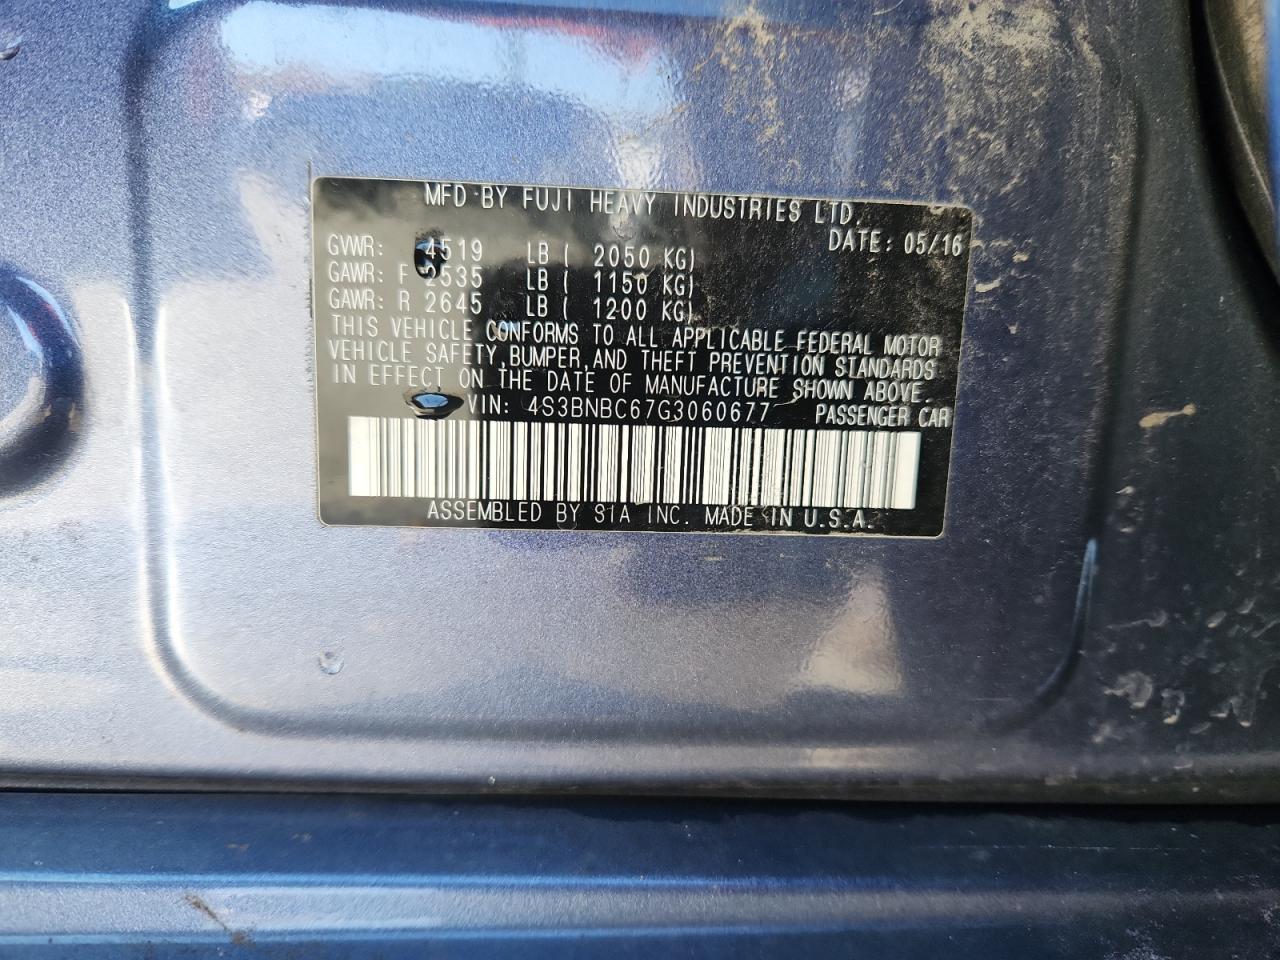 MFD BY FUJI HEAVY INDUSTRIES LTD.
DATE: 05/16
GVWR: 4519 LB ( 2050 KG)
GAWR: F 2535 LB ( 1150 KG)
GAWR: R 2645 LB ( 1200 KG)
THIS VEHICLE CONFORMS TO ALL APPLICABLE FEDERAL MOTOR
VEHICLE SAFETY, BUMPER, AND THEFT PREVENTION STANDARDS
IN EFFECT ON THE DATE OF MANUFACTURE SHOWN ABOVE.
VIN: 4S3BNBC67G3060677 PASSENGER CAR
ASSEMBLED BY SIA INC. MADE IN U.S.A.